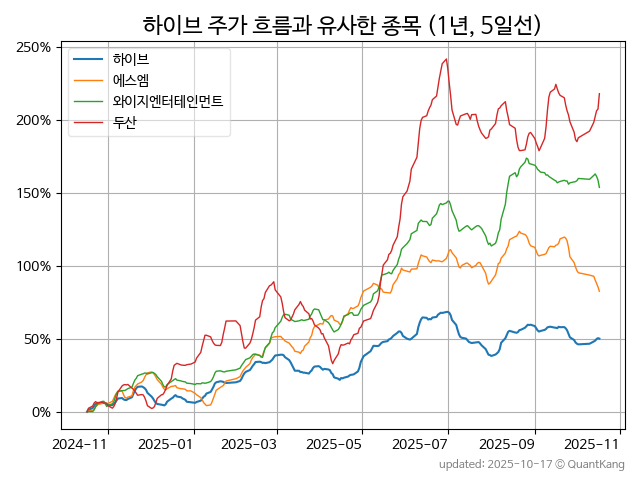 하이브 주가 흐름과 유사한 종목 (1년, 5일선)
250%
200%
150%
100%
50%
0%
하이브
에스엠
와이지엔터테인먼트
두산
2024-11
2025-01
2025-03
2025-05
2025-07
2025-09
2025-11
updated: 2025-10-17 © QuantKang